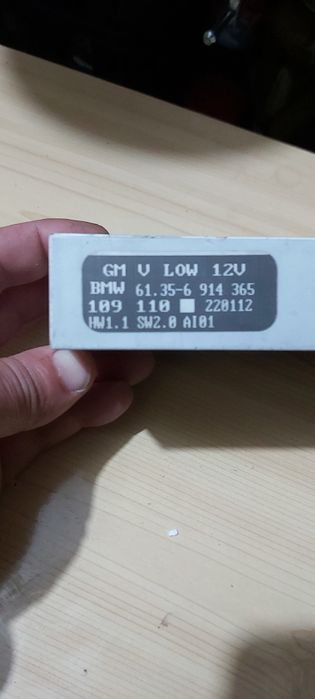 GM V LOW 12V
BMW 61.35-6 914 365
109 110 220112
HW1.1 SW2.0 AI01